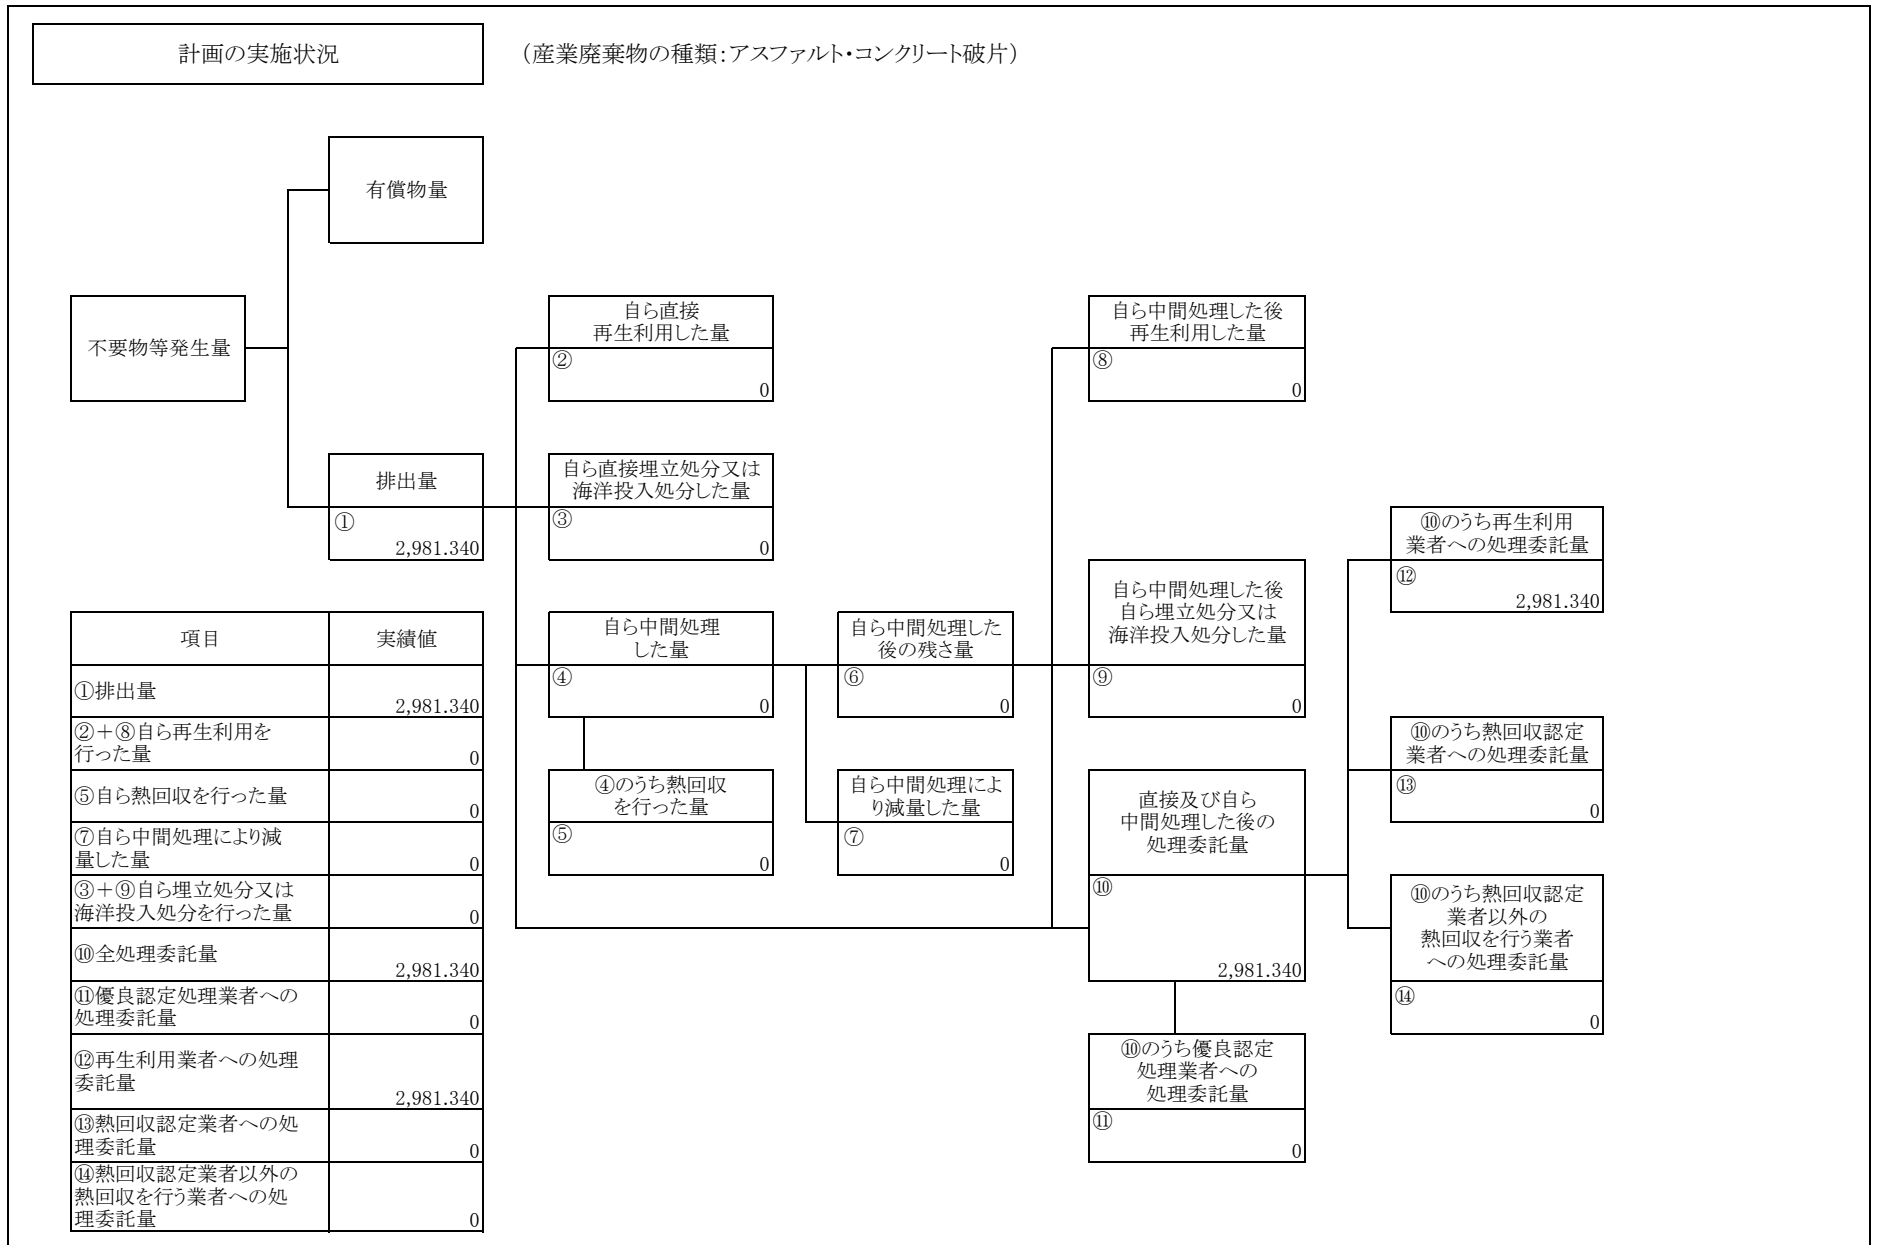 計画の実施状況
（産業廃棄物の種類：アスファルト・コンクリート破片）
有償物量
不要物等発生量
自ら直接
再生利用した量
②
0
自ら中間処理した後
再生利用した量
⑧
0
排出量
①
2,981.340
自ら直接埋立処分又は
海洋投入処分した量
③
0
⑩のうち再生利用
業者への処理委託量
⑫
2,981.340
自ら中間処理
した量
④
0
自ら中間処理した
後の残さ量
⑥
0
自ら中間処理した後
自ら埋立処分又は
海洋投入処分した量
⑨
0
⑩のうち熱回収認定
業者への処理委託量
⑬
0
④のうち熱回収
を行った量
⑤
0
自ら中間処理によ
り減量した量
⑦
0
直接及び自ら
中間処理した後の
処理委託量
⑩
2,981.340
⑩のうち熱回収認定
業者以外の
熱回収を行う業者
への処理委託量
⑭
0
⑩のうち優良認定
処理業者への
処理委託量
⑪
0
項目 実績値
①排出量
2,981.340
②＋⑧自ら再生利用を
行った量
0
⑤自ら熱回収を行った量
0
⑦自ら中間処理により減
量した量
0
③＋⑨自ら埋立処分又は
海洋投入処分を行った量
0
⑩全処理委託量
2,981.340
⑪優良認定処理業者への
処理委託量
0
⑫再生利用業者への処理
委託量
2,981.340
⑬熱回収認定業者への処
理委託量
0
⑭熱回収認定業者以外の
熱回収を行う業者への処
理委託量
0